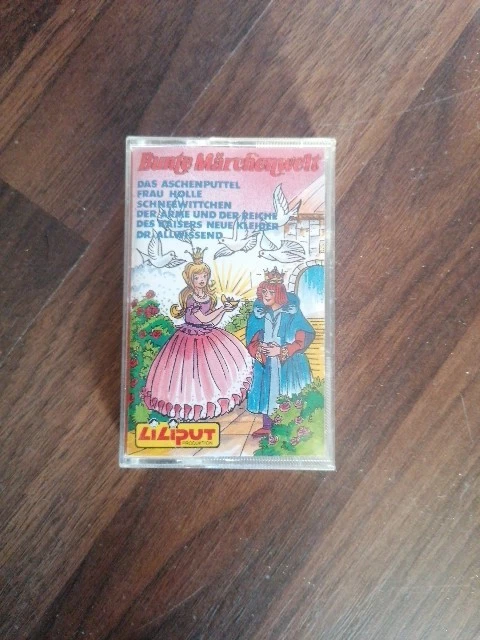 Bunte Märchenwelt
DAS ASCHENPUTTEL
FRAU HOLLE
SCHNEEWITTCHEN
DER ARME UND DER REICHE
DES KAISERS NEUE KLEIDER
DR. ALLWISSEND
LiLiPUT
PRODUKTION